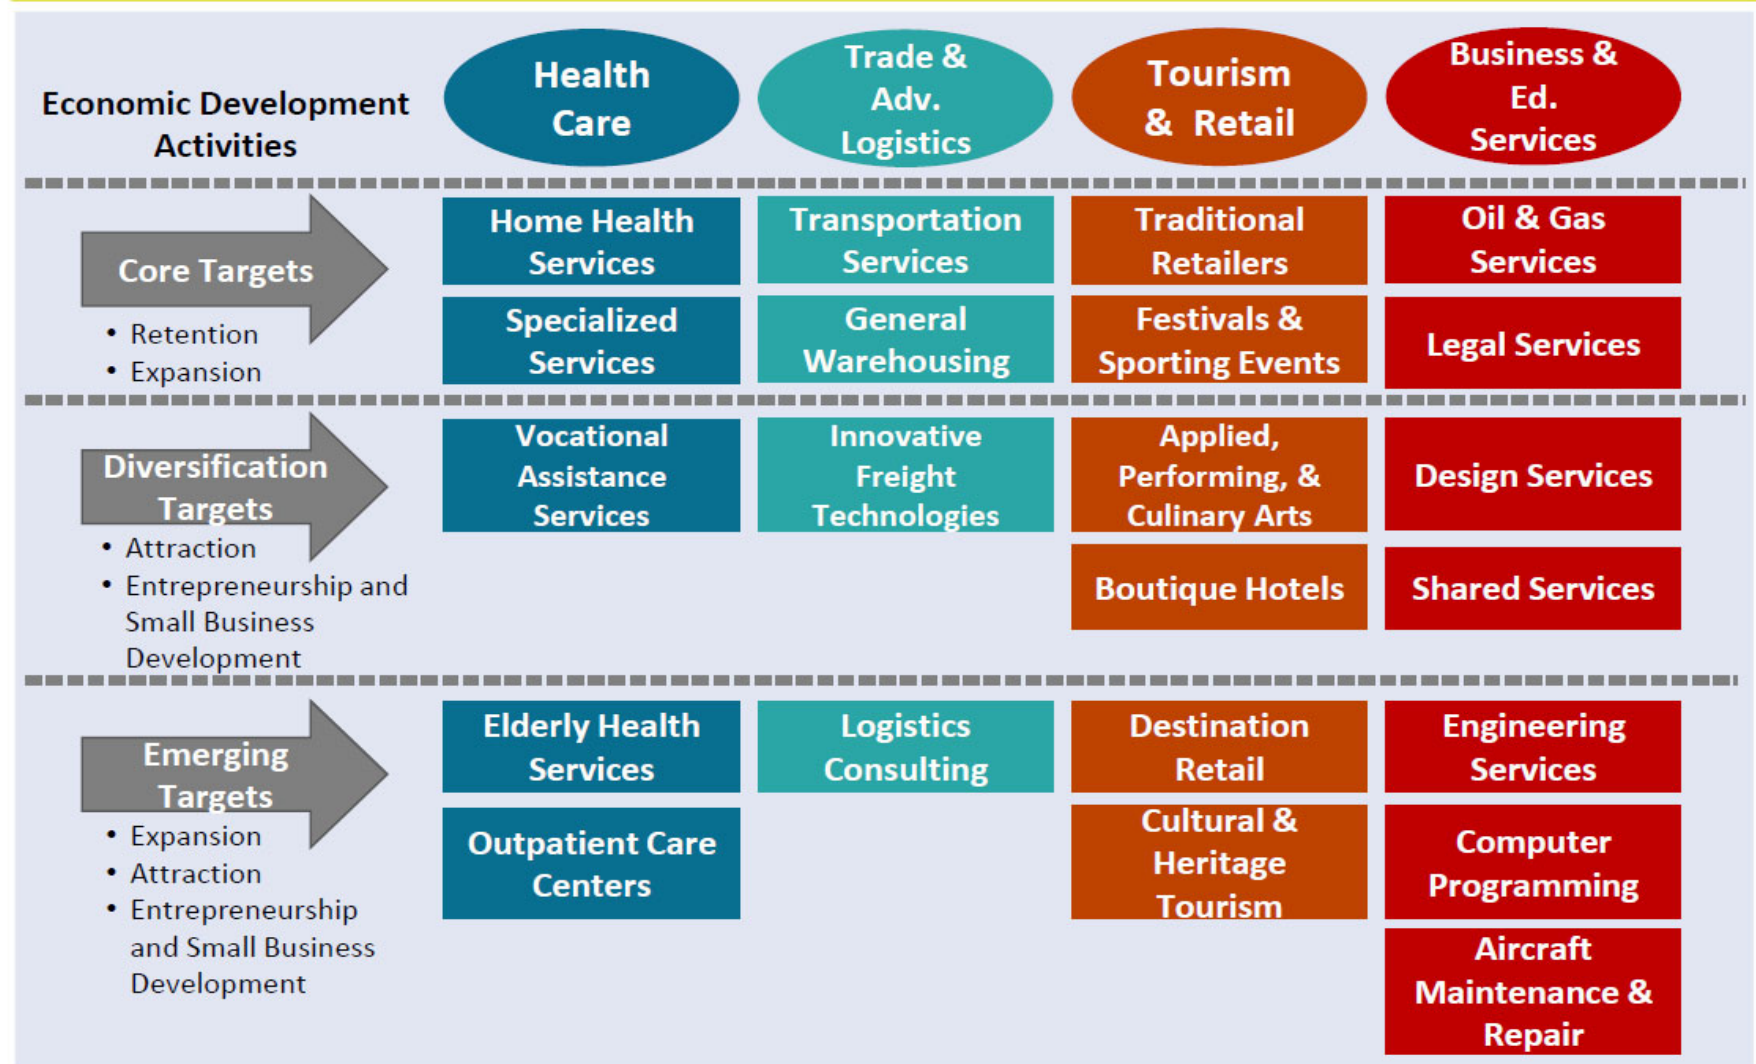 Economic Development
Activities
Health
Care
Trade &
Adv.
Logistics
Tourism
& Retail
Business &
Ed.
Services
Core Targets
• Retention
• Expansion
Home Health
Services
Specialized
Services
Transportation
Services
General
Warehousing
Traditional
Retailers
Festivals &
Sporting Events
Oil & Gas
Services
Legal Services
Diversification
Targets
• Attraction
• Entrepreneurship and
Small Business
Development
Vocational
Assistance
Services
Innovative
Freight
Technologies
Applied,
Performing, &
Culinary Arts
Boutique Hotels
Design Services
Shared Services
Emerging
Targets
• Expansion
• Attraction
• Entrepreneurship
and Small Business
Development
Elderly Health
Services
Outpatient Care
Centers
Logistics
Consulting
Destination
Retail
Cultural &
Heritage
Tourism
Engineering
Services
Computer
Programming
Aircraft
Maintenance &
Repair